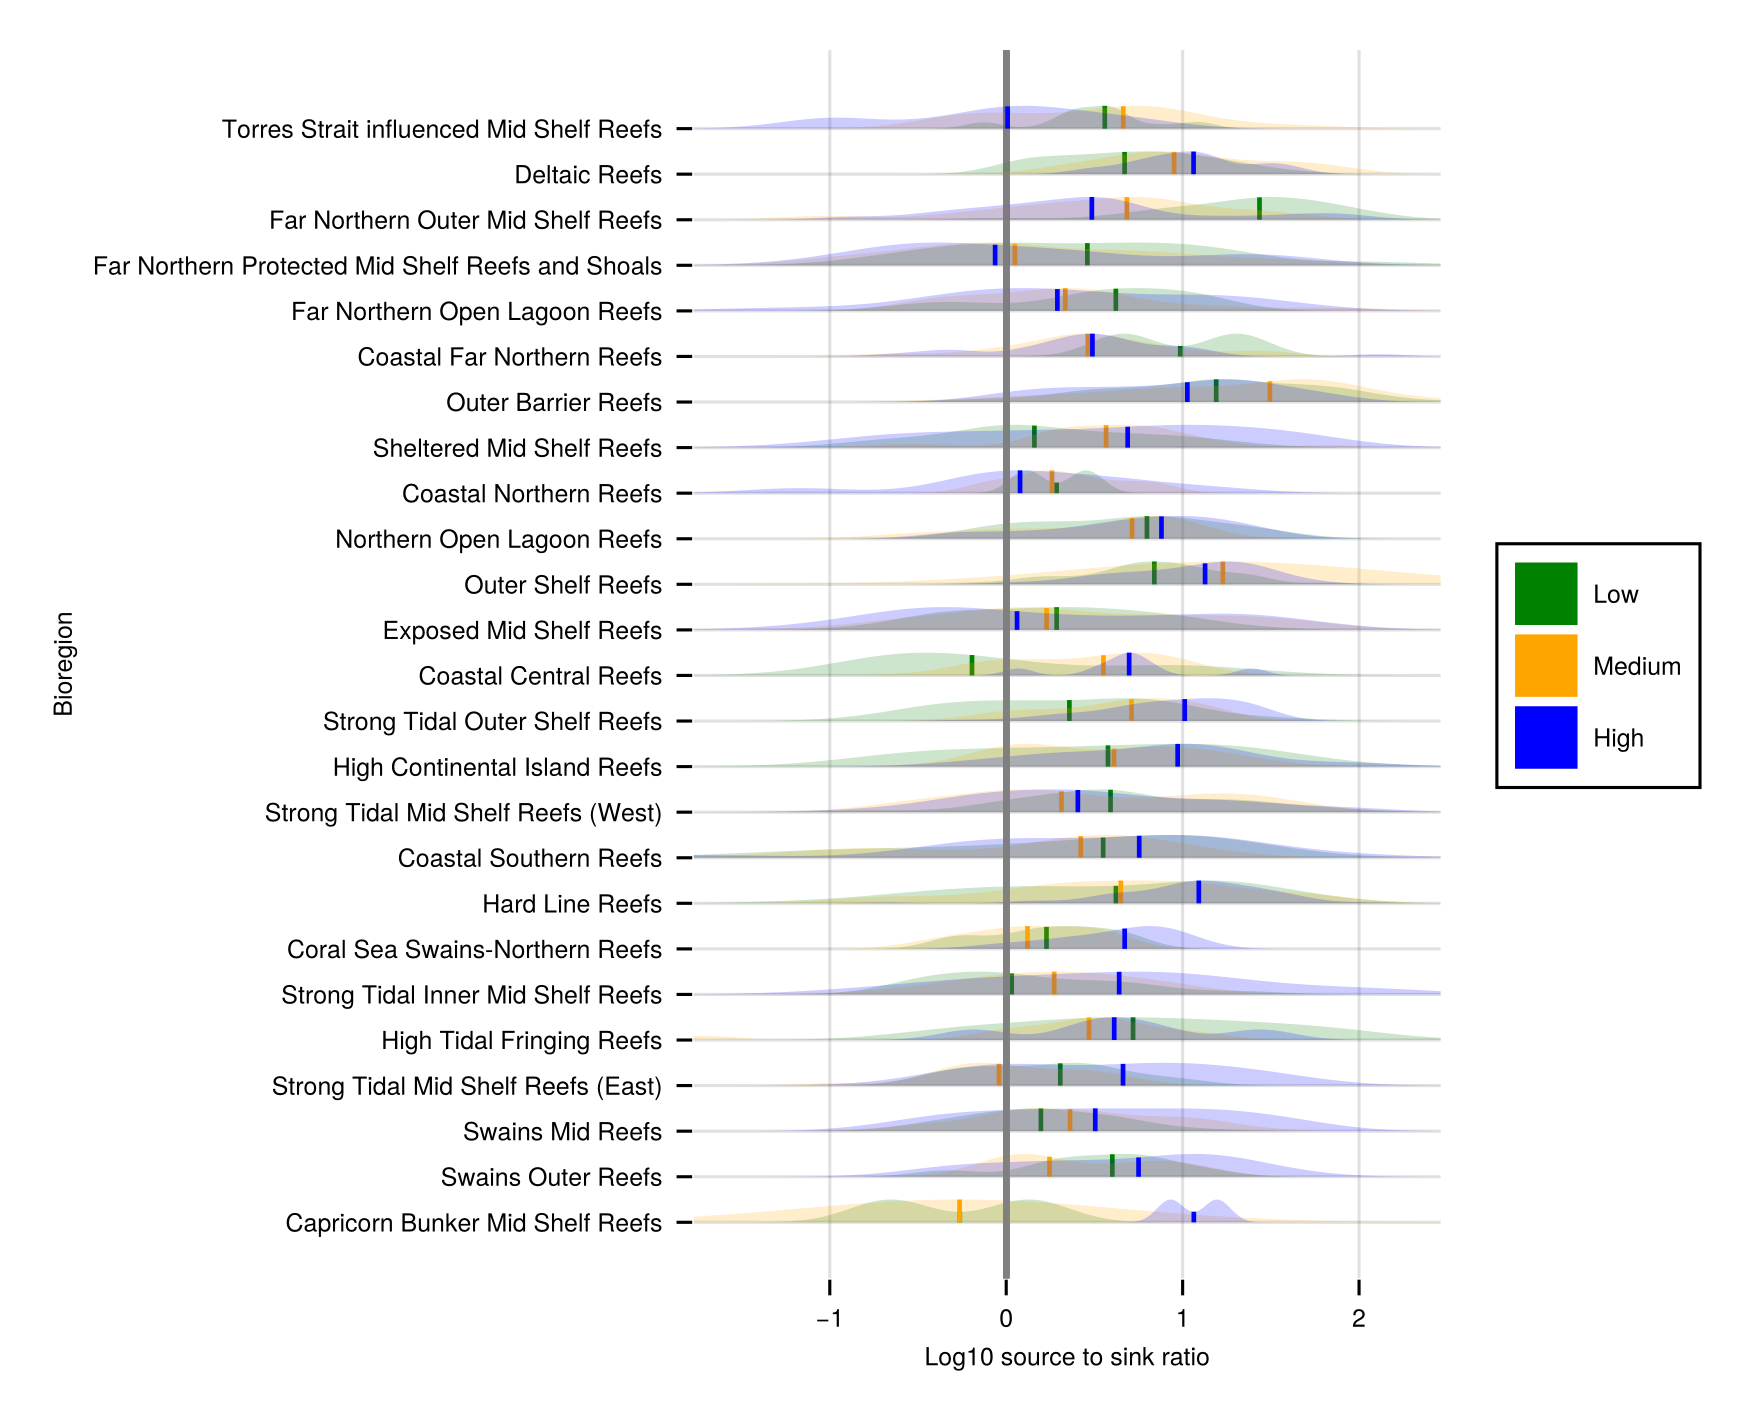 Torres Strait influenced Mid Shelf Reefs
Deltaic Reefs
Far Northern Outer Mid Shelf Reefs
Far Northern Protected Mid Shelf Reefs and Shoals
Far Northern Open Lagoon Reefs
Coastal Far Northern Reefs
Outer Barrier Reefs
Sheltered Mid Shelf Reefs
Coastal Northern Reefs
Northern Open Lagoon Reefs
Outer Shelf Reefs
Exposed Mid Shelf Reefs
Coastal Central Reefs
Strong Tidal Outer Shelf Reefs
High Continental Island Reefs
Strong Tidal Mid Shelf Reefs (West)
Coastal Southern Reefs
Hard Line Reefs
Coral Sea Swains-Northern Reefs
Strong Tidal Inner Mid Shelf Reefs
High Tidal Fringing Reefs
Strong Tidal Mid Shelf Reefs (East)
Swains Mid Reefs
Swains Outer Reefs
Capricorn Bunker Mid Shelf Reefs
Bioregion
−1 0 1 2
Log10 source to sink ratio
Low
Medium
High